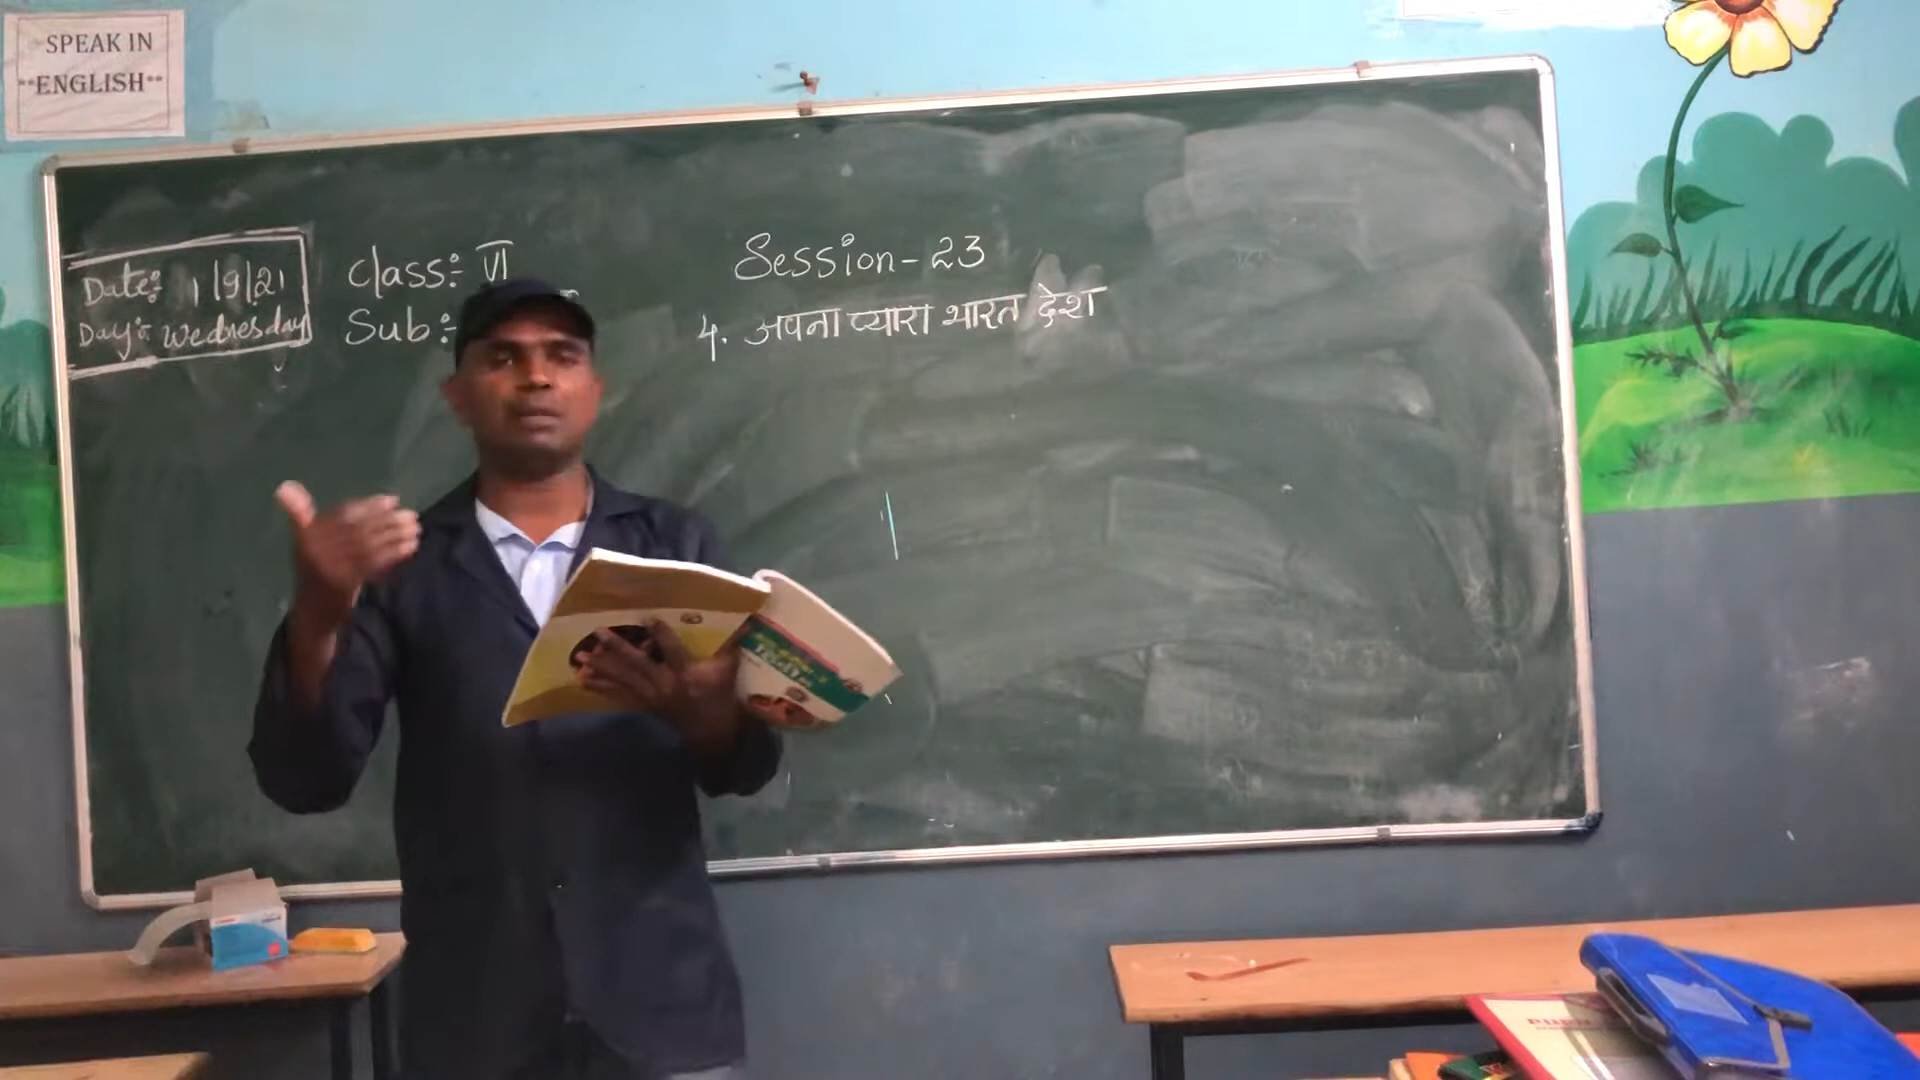 SPEAK IN
**ENGLISH**
Date: 1/9/21
Day: Wednesday
Class: VI
Sub:
Session - 23
4. अपना प्यारा भारत देश